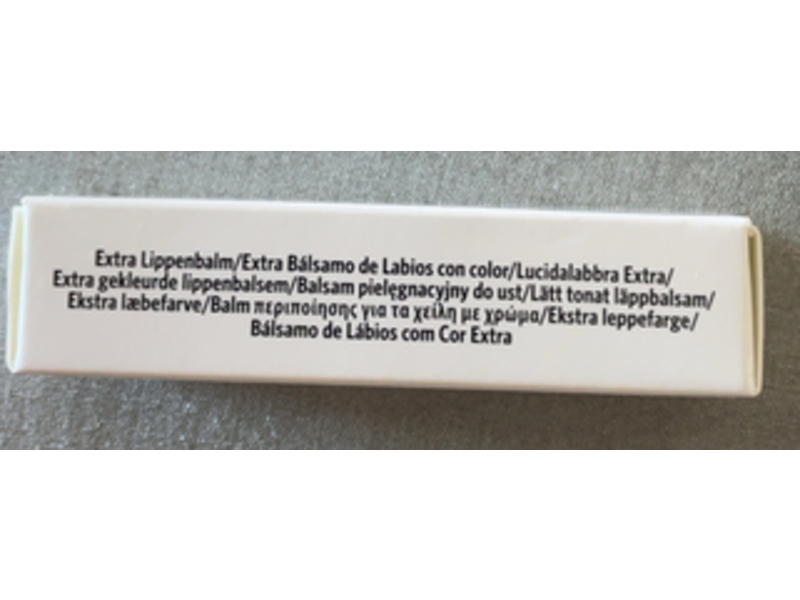 Extra Lippenbalm/Extra Bálsamo de Labios con color/Lucidalabbra Extra/
Extra gekleurde lippenbalsem/Balsam pielęgnacyjny do ust/Lätt tonat läppbalsam/
Ekstra læbefarve/Balm περιποίησης για τα χείλη με χρώμα/Ekstra leppefarge/
Bálsamo de Lábios com Cor Extra